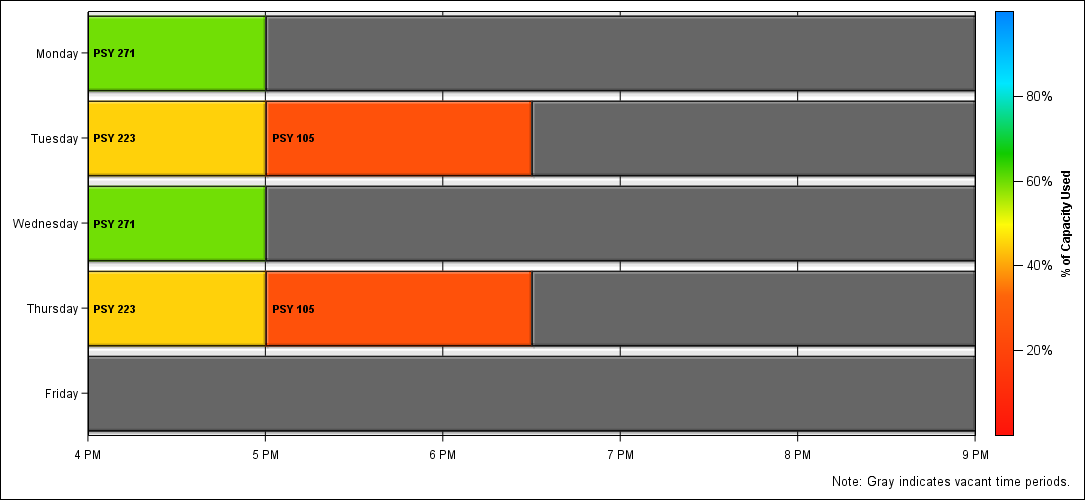 Monday
PSY 271
Tuesday
PSY 223
PSY 105
Wednesday
PSY 271
Thursday
PSY 223
PSY 105
Friday
4 PM
5 PM
6 PM
7 PM
8 PM
9 PM
80%
60%
40%
20%
% of Capacity Used
Note: Gray indicates vacant time periods.